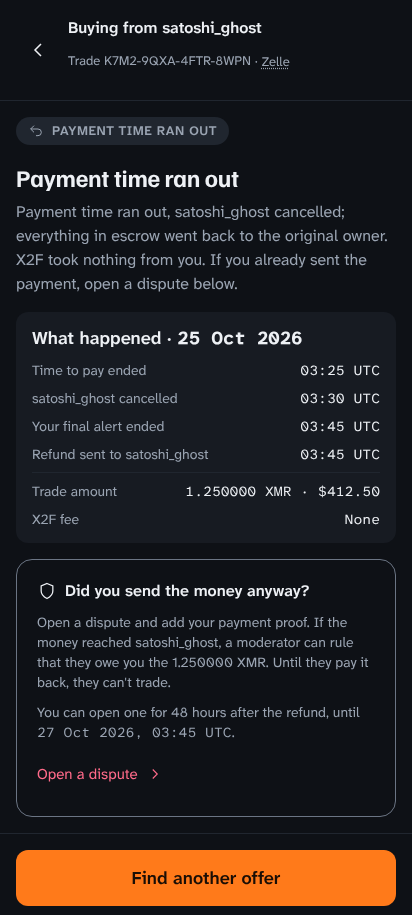 Buying from satoshi_ghost
Trade K7M2-9QXA-4FTR-8WPN · Zelle
PAYMENT TIME RAN OUT
Payment time ran out
Payment time ran out, satoshi_ghost cancelled;
everything in escrow went back to the original owner.
X2F took nothing from you. If you already sent the
payment, open a dispute below.
What happened · 25 Oct 2026
Time to pay ended 03:25 UTC
satoshi_ghost cancelled 03:30 UTC
Your final alert ended 03:45 UTC
Refund sent to satoshi_ghost 03:45 UTC
Trade amount 1.250000 XMR · $412.50
X2F fee None
Did you send the money anyway?
Open a dispute and add your payment proof. If the
money reached satoshi_ghost, a moderator can rule
that they owe you the 1.250000 XMR. Until they pay it
back, they can't trade.
You can open one for 48 hours after the refund, until
27 Oct 2026, 03:45 UTC.
Open a dispute
Find another offer